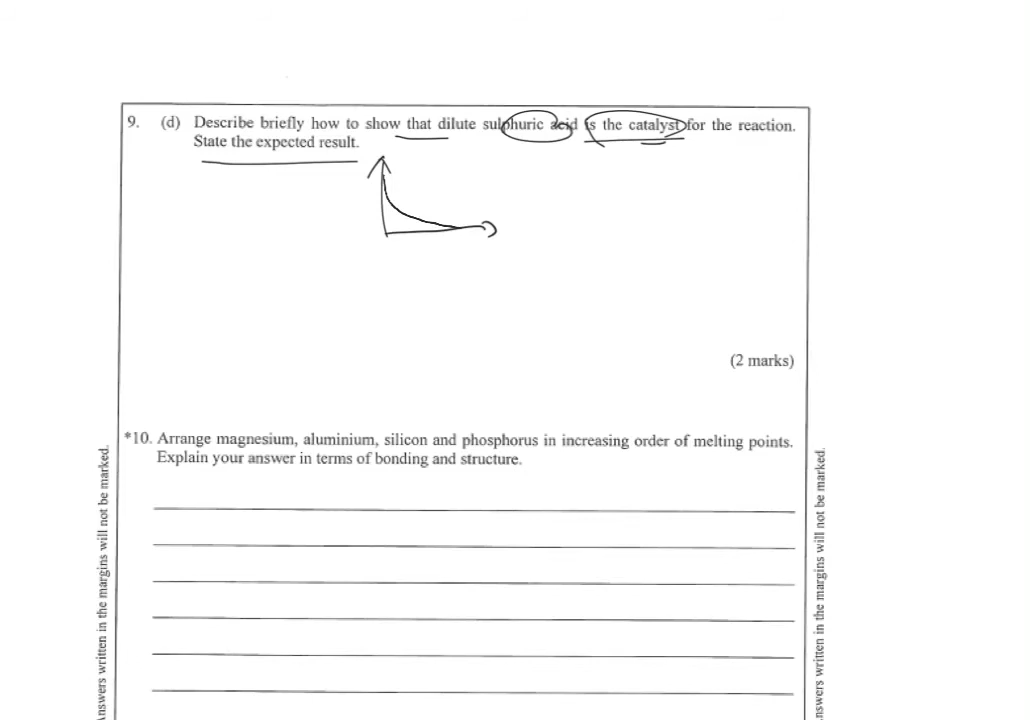 9. (d) Describe briefly how to show that dilute sulphuric acid is the catalyst for the reaction.
State the expected result.
(2 marks)
*10. Arrange magnesium, aluminium, silicon and phosphorus in increasing order of melting points.
Explain your answer in terms of bonding and structure.
Answers written in the margins will not be marked.
Answers written in the margins will not be marked.